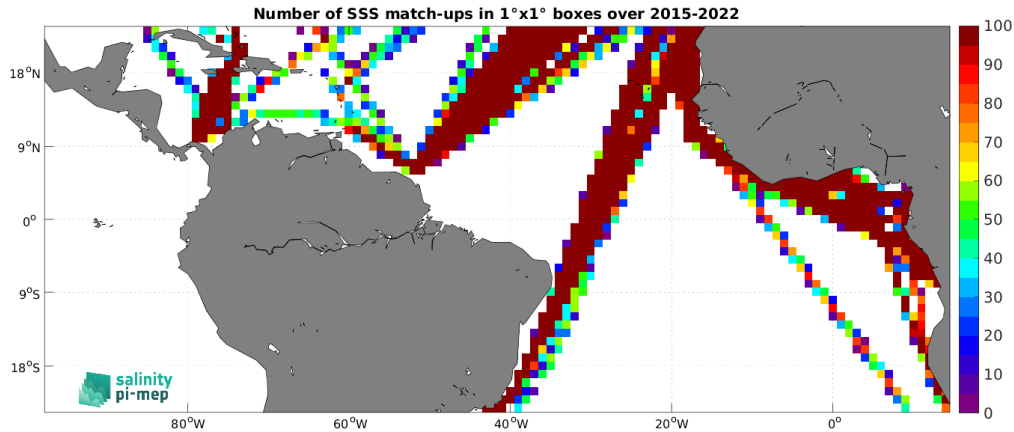 Number of SSS match-ups in 1°x1° boxes over 2015-2022
18°N
9°N
0°
9°S
18°S
80°W
60°W
40°W
20°W
0°
100
90
80
70
60
50
40
30
20
10
0
salinity
pi-mep